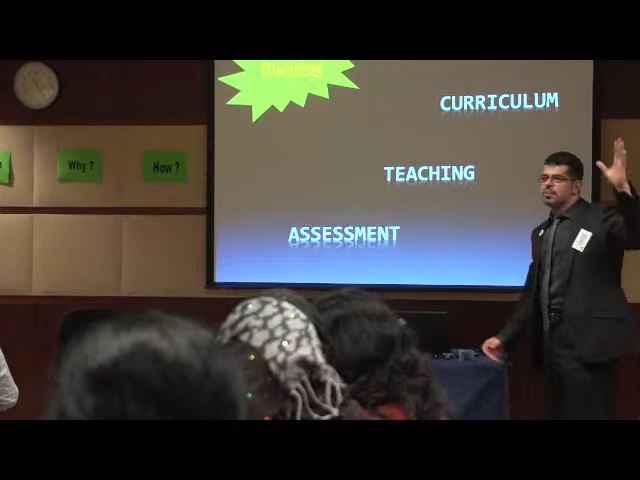 CURRICULUM
Why ?
How ?
TEACHING
ASSESSMENT